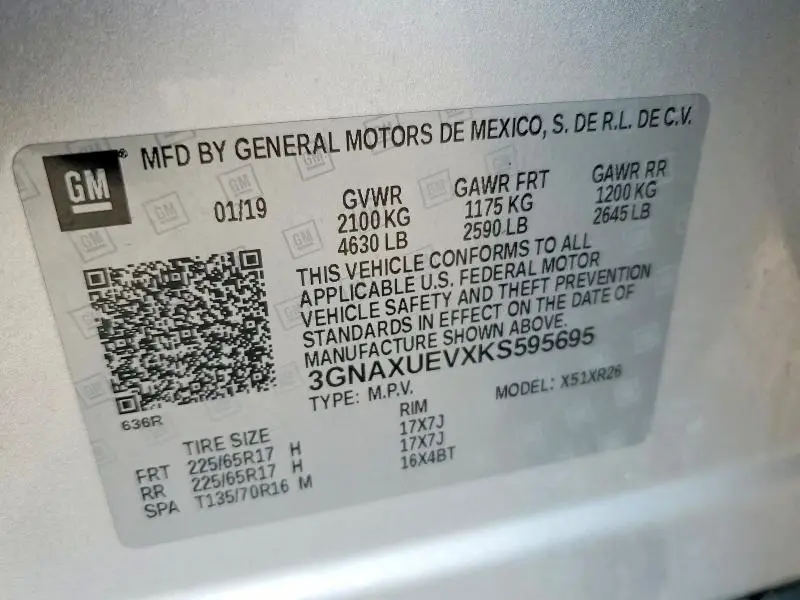 GM
MFD BY GENERAL MOTORS DE MEXICO, S. DE R.L. DE C.V.
01/19 GVWR GAWR FRT GAWR RR
2100 KG 1175 KG 1200 KG
4630 LB 2590 LB 2645 LB
THIS VEHICLE CONFORMS TO ALL
APPLICABLE U.S. FEDERAL MOTOR
VEHICLE SAFETY AND THEFT PREVENTION
STANDARDS IN EFFECT ON THE DATE OF
MANUFACTURE SHOWN ABOVE.
3GNAXUEVXKS595695
TYPE: M.P.V. MODEL: X51XR26
636R
TIRE SIZE RIM
FRT 225/65R17 H 17X7J
RR 225/65R17 H 17X7J
SPA T135/70R16 M 16X4BT